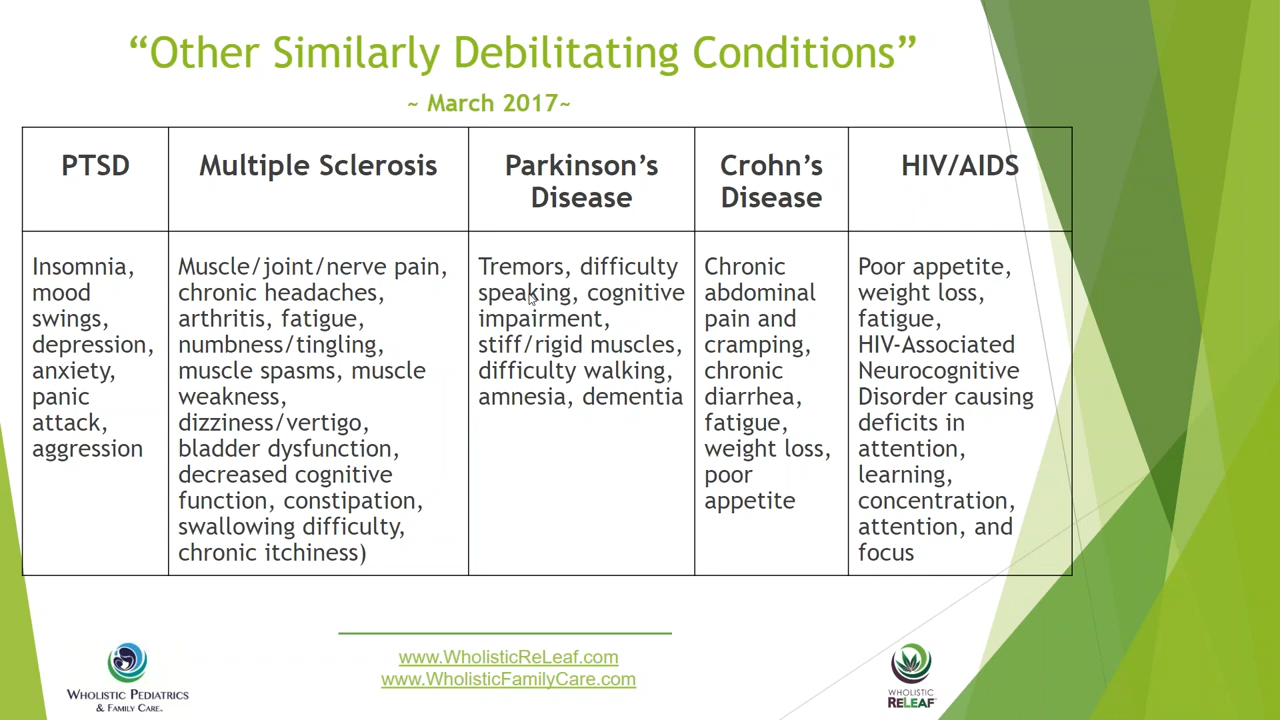 “Other Similarly Debilitating Conditions”
~ March 2017~
PTSD
Multiple Sclerosis
Parkinson’s
Disease
Crohn’s
Disease
HIV/AIDS
Insomnia,
mood
swings,
depression,
anxiety,
panic
attack,
aggression
Muscle/joint/nerve pain,
chronic headaches,
arthritis, fatigue,
numbness/tingling,
muscle spasms, muscle
weakness,
dizziness/vertigo,
bladder dysfunction,
decreased cognitive
function, constipation,
swallowing difficulty,
chronic itchiness)
Tremors, difficulty
speaking, cognitive
impairment,
stiff/rigid muscles,
difficulty walking,
amnesia, dementia
Chronic
abdominal
pain and
cramping,
chronic
diarrhea,
fatigue,
weight loss,
poor
appetite
Poor appetite,
weight loss,
fatigue,
HIV-Associated
Neurocognitive
Disorder causing
deficits in
attention,
learning,
concentration,
attention, and
focus
www.WholisticReLeaf.com
www.WholisticFamilyCare.com
WHOLISTIC PEDIATRICS
& FAMILY CARE
WHOLISTIC
RELEAF